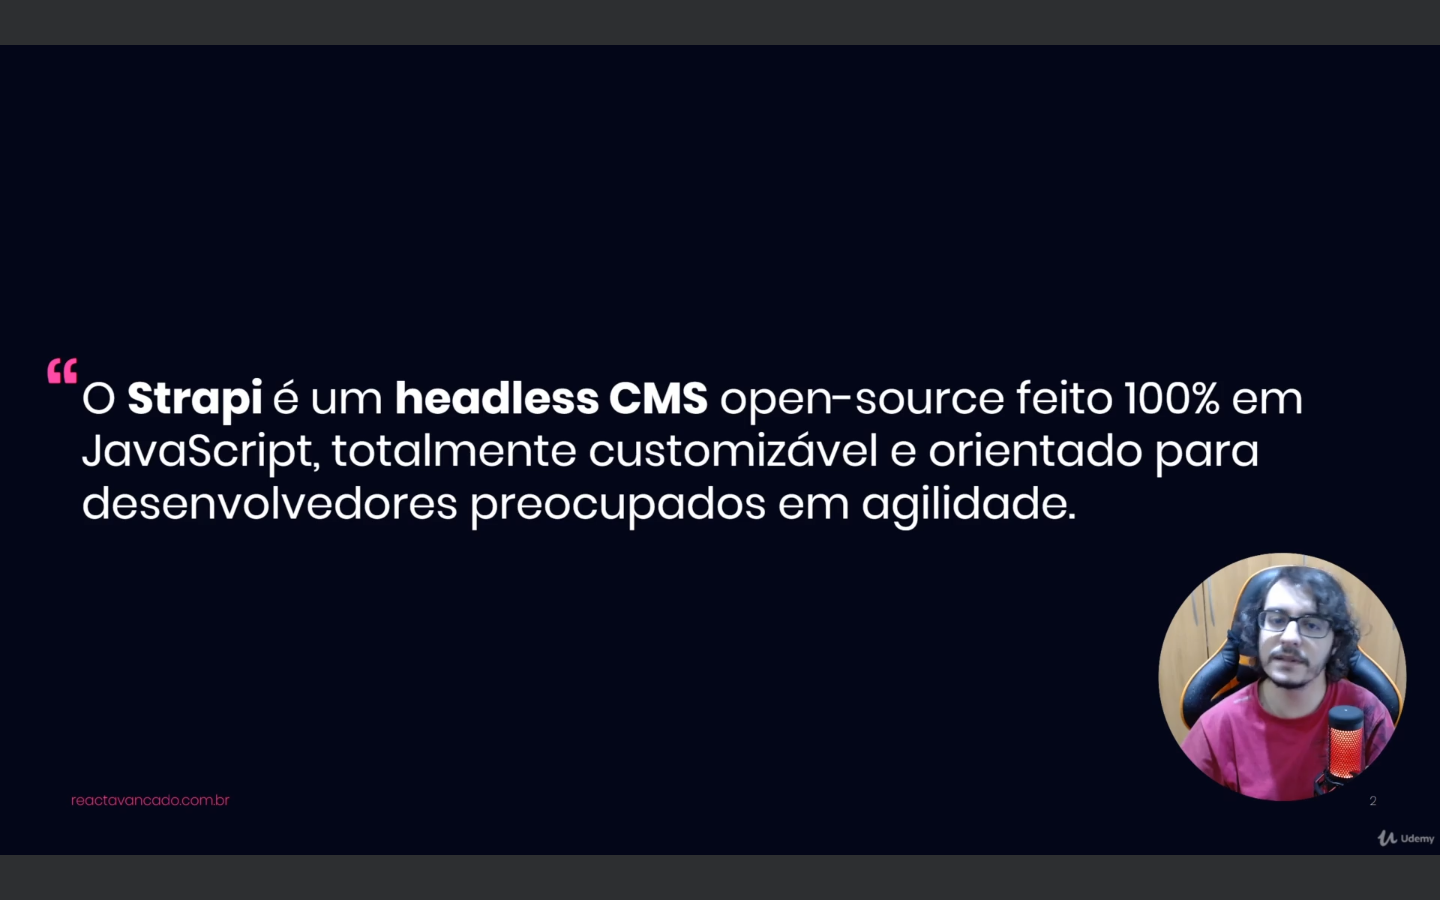 “O Strapi é um headless CMS open-source feito 100% em
JavaScript, totalmente customizável e orientado para
desenvolvedores preocupados em agilidade.
reactavancado.com.br
2
Udemy